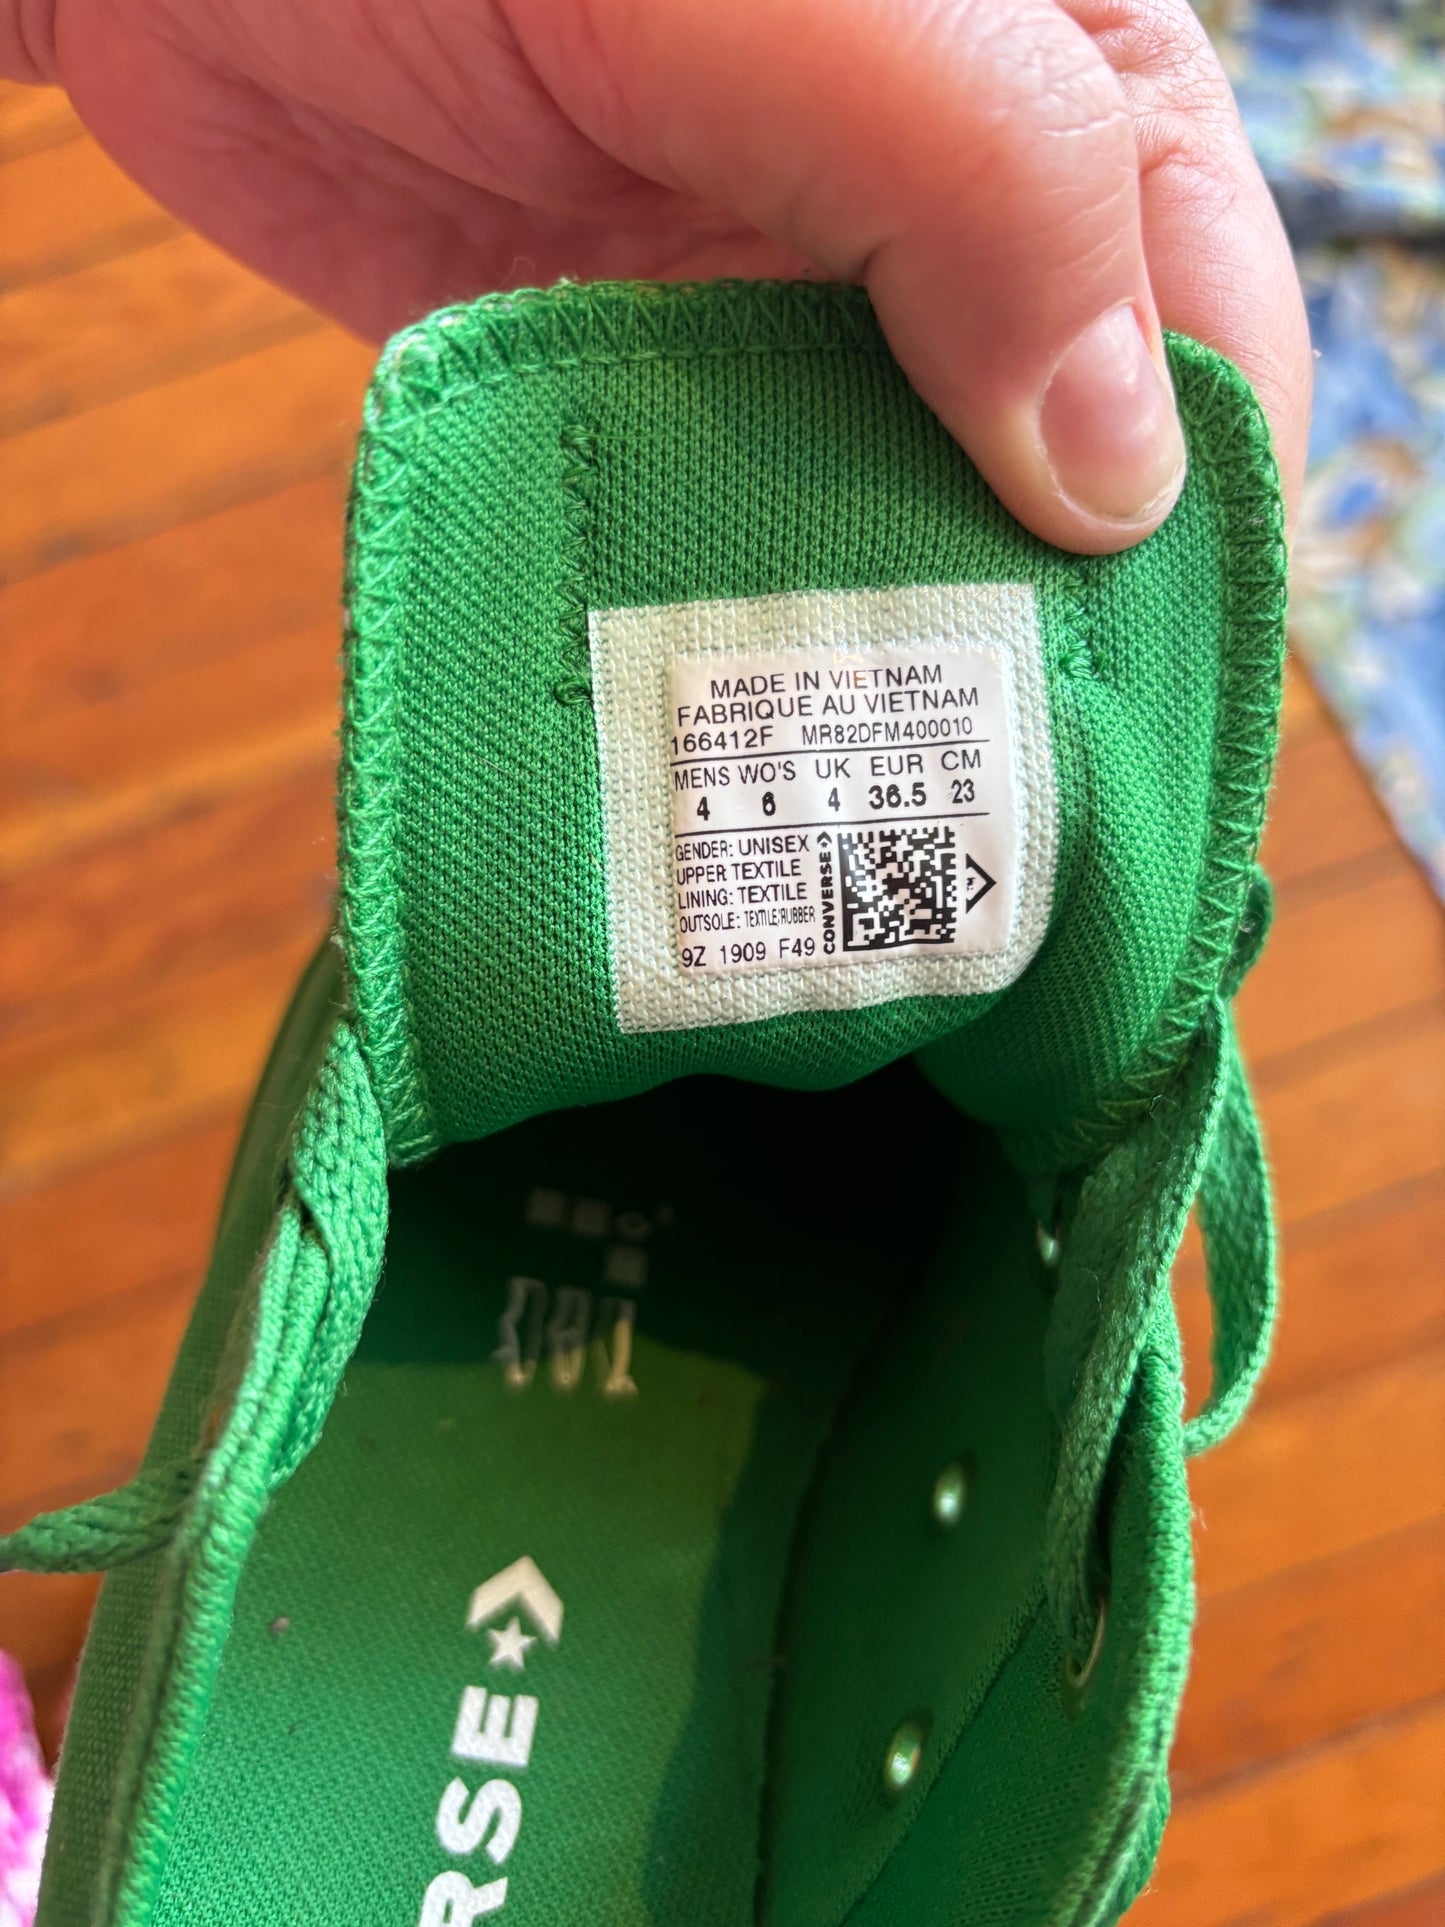 MADE IN VIETNAM
FABRIQUE AU VIETNAM
166412F MR82DFM400010
MENS WO'S UK EUR CM
4 6 4 36.5 23
GENDER: UNISEX
UPPER TEXTILE
LINING: TEXTILE
OUTSOLE: TEXTILE/RUBBER
9Z 1909 F49
CONVERSE
RSE